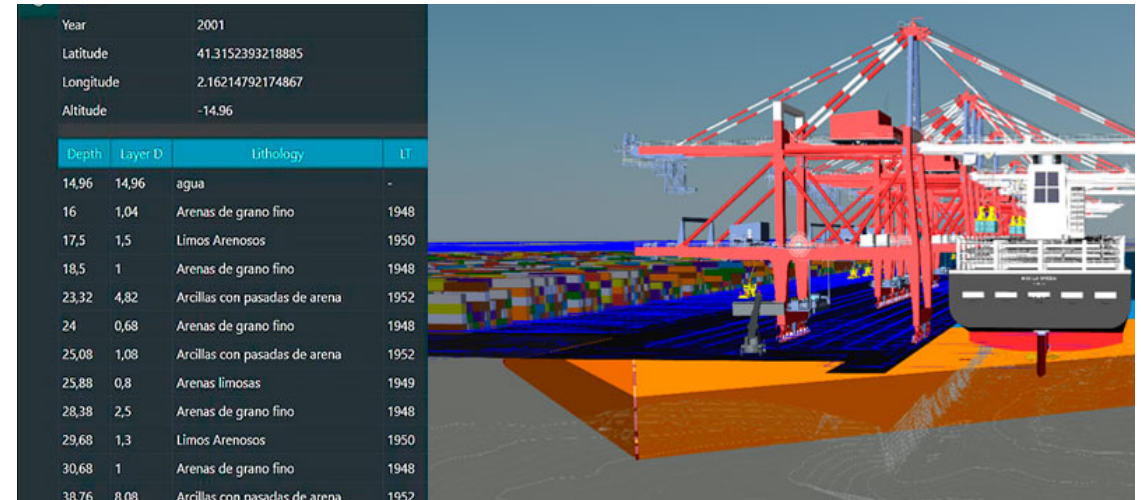 Year 2001
Latitude 41.3152393218885
Longitude 2.16214792174867
Altitude -14.96
Depth Layer D Lithology LT
14,96 14,96 agua -
16 1,04 Arenas de grano fino 1948
17,5 1,5 Limos Arenosos 1950
18,5 1 Arenas de grano fino 1948
23,32 4,82 Arcillas con pasadas de arena 1952
24 0,68 Arenas de grano fino 1948
25,08 1,08 Arcillas con pasadas de arena 1952
25,88 0,8 Arenas limosas 1949
28,38 2,5 Arenas de grano fino 1948
29,68 1,3 Limos Arenosos 1950
30,68 1 Arenas de grano fino 1948
38,76 8,08 Arcillas con pasadas de arena 1952